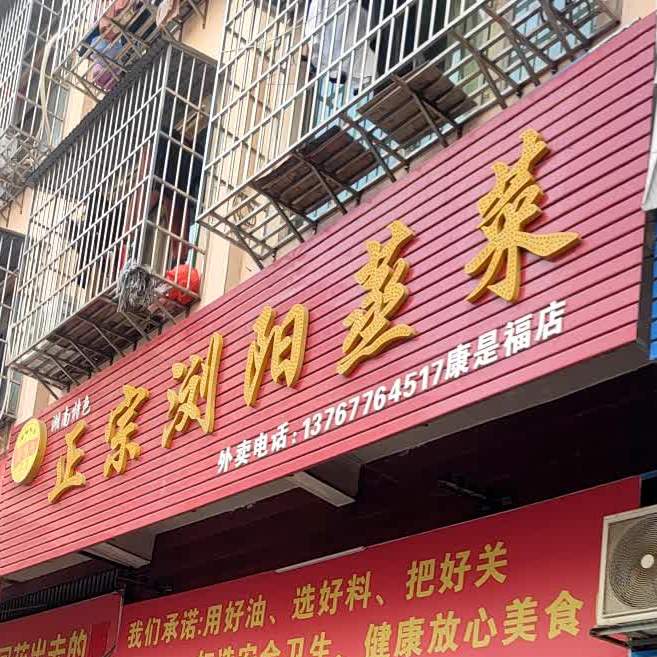 湖南特色
正宗浏阳蒸菜
外卖电话：13767764517康是福店
我们承诺:用好油、选好料、把好关
健康放心美食